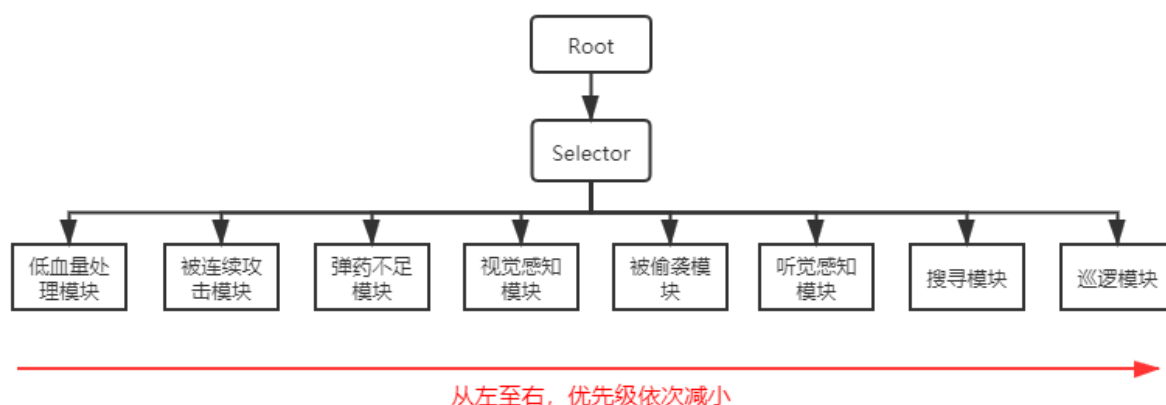 Root
Selector
低血量处
理模块
被连续攻
击模块
弹药不足
模块
视觉感知
模块
被偷袭模
块
听觉感知
模块
搜寻模块
巡逻模块
从左至右，优先级依次减小